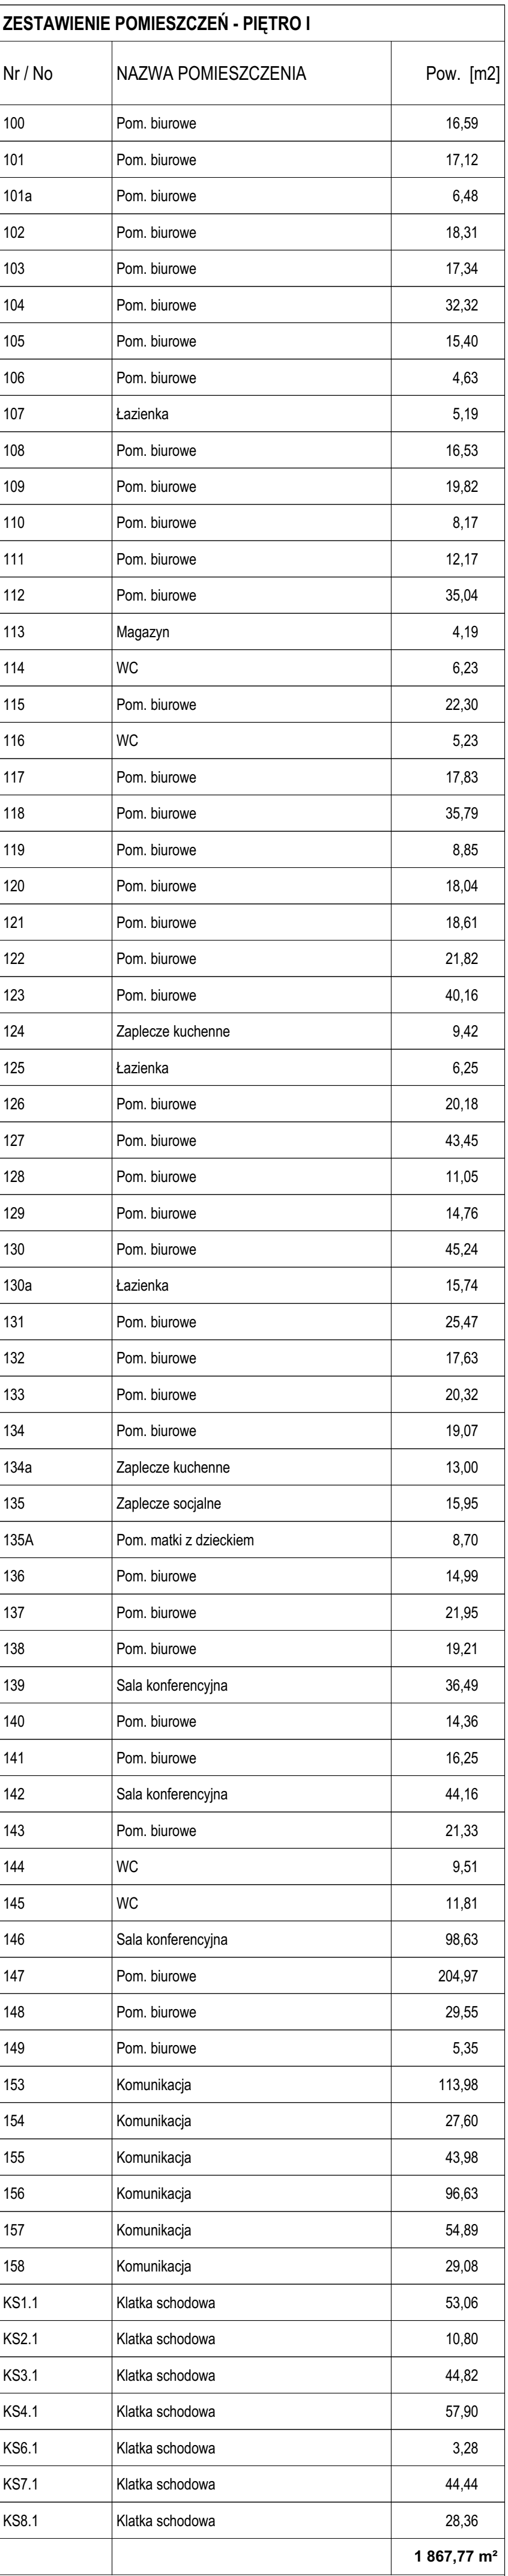 ZESTAWIENIE POMIESZCZEŃ - PIĘTRO I
Nr / No NAZWA POMIESZCZENIA Pow. [m2]
100 Pom. biurowe 16,59
101 Pom. biurowe 17,12
101a Pom. biurowe 6,48
102 Pom. biurowe 18,31
103 Pom. biurowe 17,34
104 Pom. biurowe 32,32
105 Pom. biurowe 15,40
106 Pom. biurowe 4,63
107 Łazienka 5,19
108 Pom. biurowe 16,53
109 Pom. biurowe 19,82
110 Pom. biurowe 8,17
111 Pom. biurowe 12,17
112 Pom. biurowe 35,04
113 Magazyn 4,19
114 WC 6,23
115 Pom. biurowe 22,30
116 WC 5,23
117 Pom. biurowe 17,83
118 Pom. biurowe 35,79
119 Pom. biurowe 8,85
120 Pom. biurowe 18,04
121 Pom. biurowe 18,61
122 Pom. biurowe 21,82
123 Pom. biurowe 40,16
124 Zaplecze kuchenne 9,42
125 Łazienka 6,25
126 Pom. biurowe 20,18
127 Pom. biurowe 43,45
128 Pom. biurowe 11,05
129 Pom. biurowe 14,76
130 Pom. biurowe 45,24
130a Łazienka 15,74
131 Pom. biurowe 25,47
132 Pom. biurowe 17,63
133 Pom. biurowe 20,32
134 Pom. biurowe 19,07
134a Zaplecze kuchenne 13,00
135 Zaplecze socjalne 15,95
135A Pom. matki z dzieckiem 8,70
136 Pom. biurowe 14,99
137 Pom. biurowe 21,95
138 Pom. biurowe 19,21
139 Sala konferencyjna 36,49
140 Pom. biurowe 14,36
141 Pom. biurowe 16,25
142 Sala konferencyjna 44,16
143 Pom. biurowe 21,33
144 WC 9,51
145 WC 11,81
146 Sala konferencyjna 98,63
147 Pom. biurowe 204,97
148 Pom. biurowe 29,55
149 Pom. biurowe 5,35
153 Komunikacja 113,98
154 Komunikacja 27,60
155 Komunikacja 43,98
156 Komunikacja 96,63
157 Komunikacja 54,89
158 Komunikacja 29,08
KS1.1 Klatka schodowa 53,06
KS2.1 Klatka schodowa 10,80
KS3.1 Klatka schodowa 44,82
KS4.1 Klatka schodowa 57,90
KS6.1 Klatka schodowa 3,28
KS7.1 Klatka schodowa 44,44
KS8.1 Klatka schodowa 28,36
1 867,77 m²